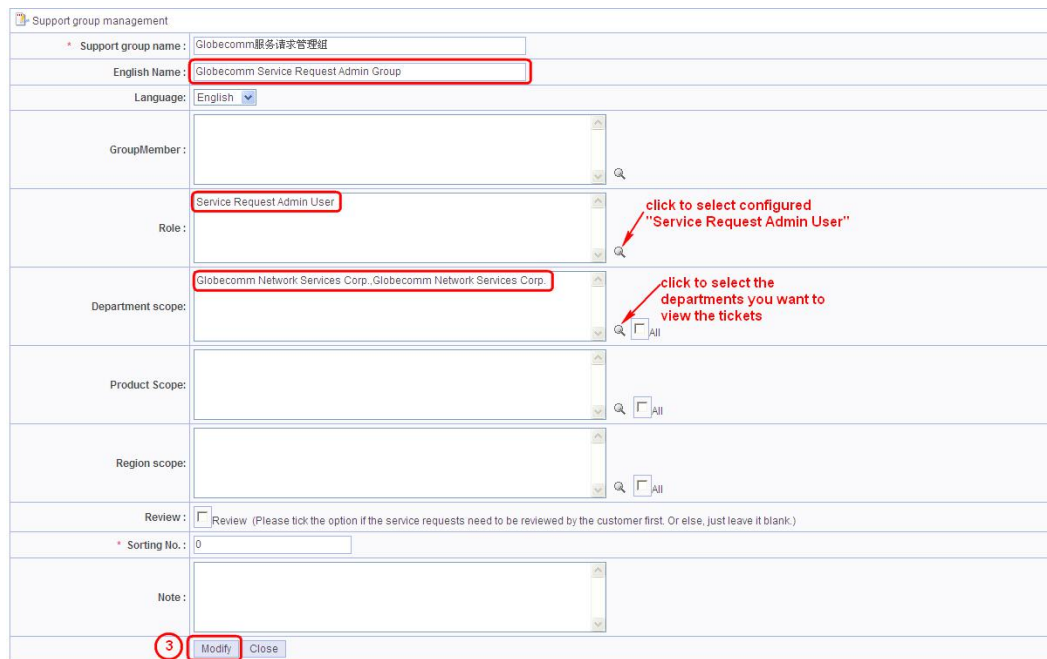 Support group management
* Support group name : Globecomm服务请求管理组
English Name : Globecomm Service Request Admin Group
Language: English
GroupMember :
Role : Service Request Admin User
click to select configured
"Service Request Admin User"
Department scope: Globecomm Network Services Corp.,Globecomm Network Services Corp.
click to select the
departments you want to
view the tickets
All
Product Scope:
All
Region scope:
All
Review : Review (Please tick the option if the service requests need to be reviewed by the customer first. Or else, just leave it blank.)
* Sorting No. : 0
Note :
3 Modify Close